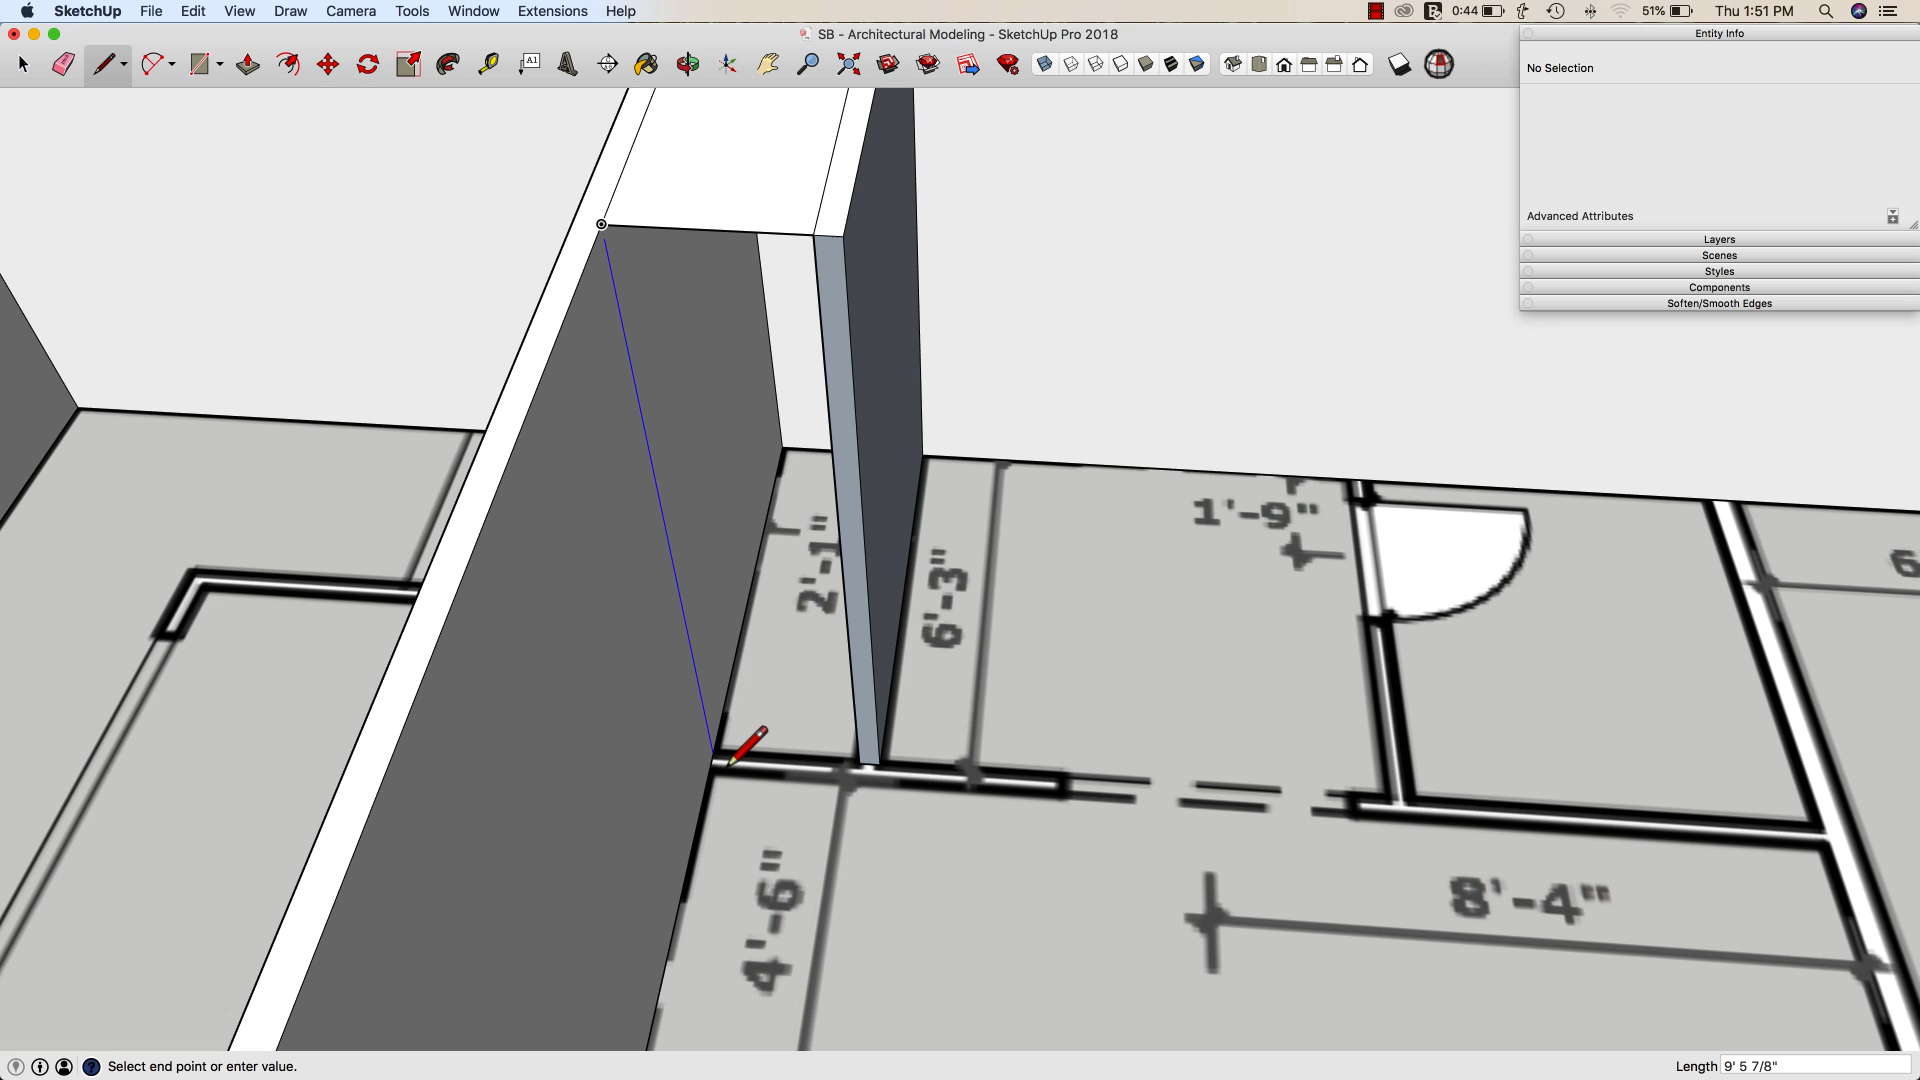 SketchUp File Edit View Draw Camera Tools Window Extensions Help
0:44 51% Thu 1:51 PM
SB - Architectural Modeling - SketchUp Pro 2018
A1
Entity Info
No Selection
Advanced Attributes
Layers
Scenes
Styles
Components
Soften/Smooth Edges
1'-9"
2'-1"
6'-3"
6
4'-6"
8'-4"
Select end point or enter value.
Length 9' 5 7/8"